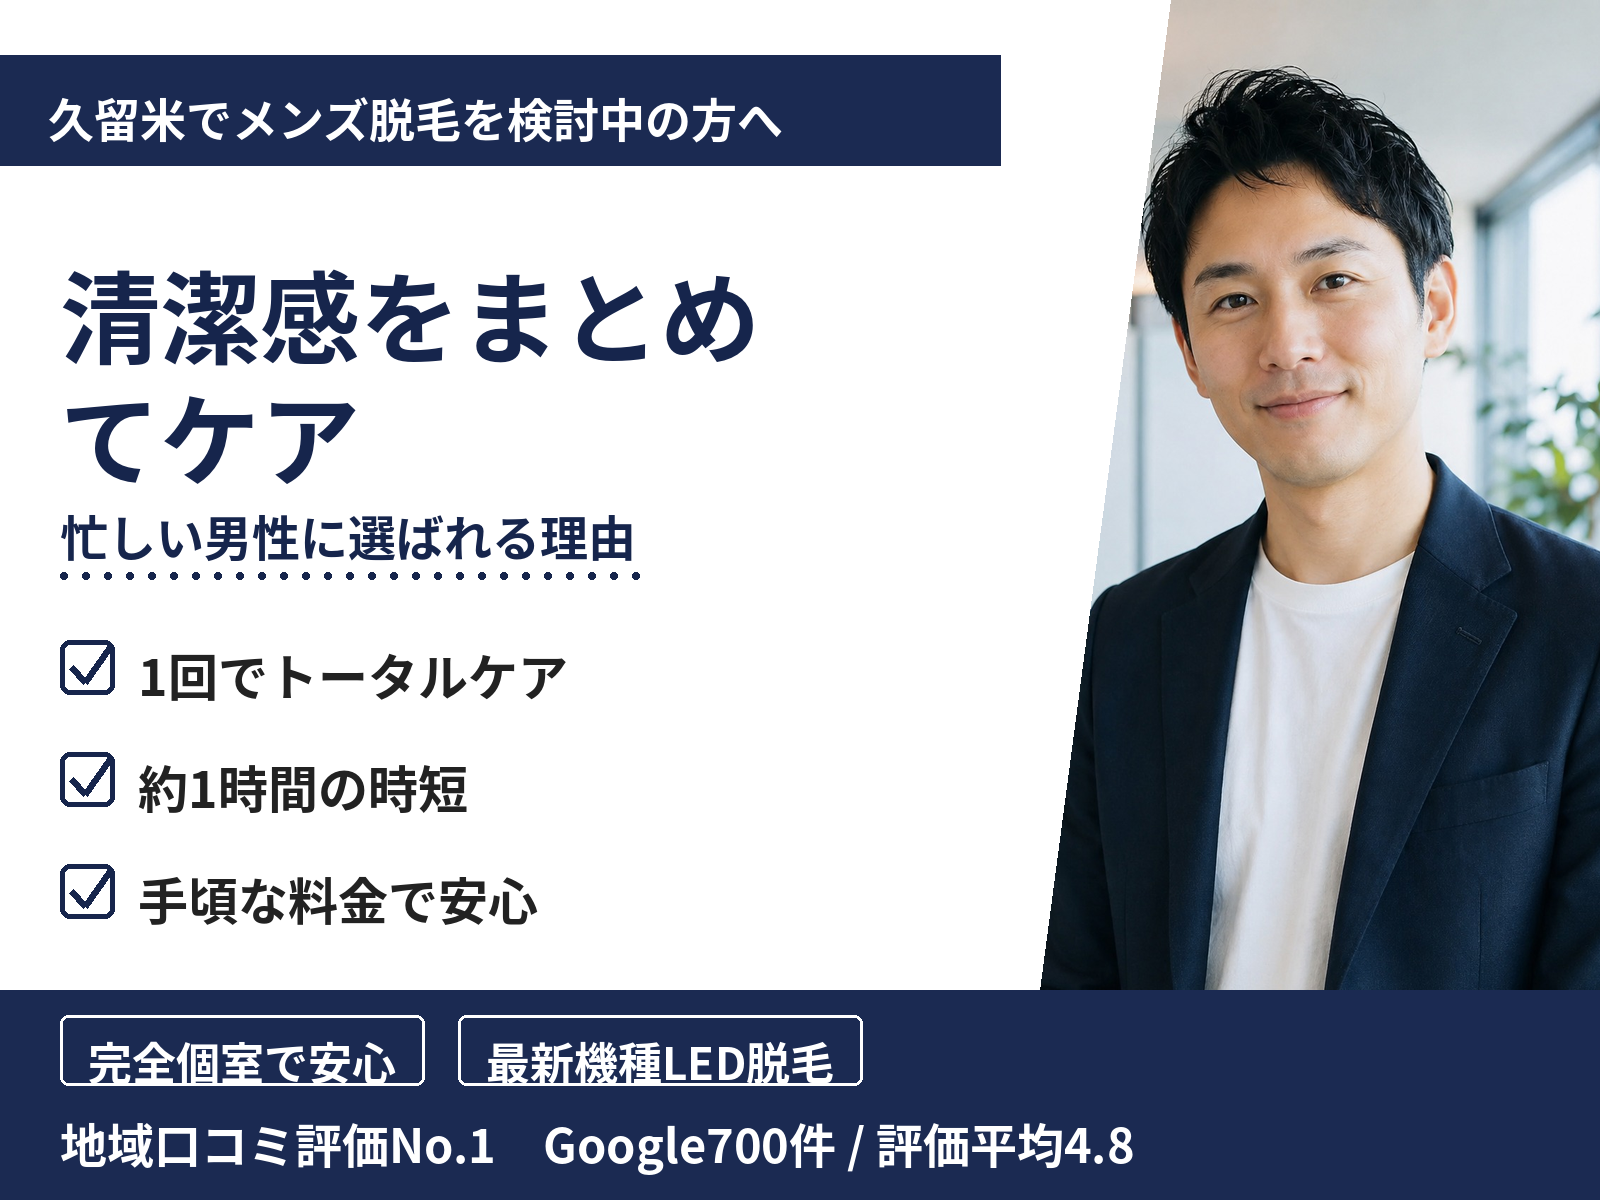 久留米でメンズ脱毛を検討中の方へ
清潔感をまとめ
てケア
忙しい男性に選ばれる理由
1回でトータルケア
約1時間の時短
手頃な料金で安心
完全個室で安心 最新機種LED脱毛
地域口コミ評価No.1 Google700件 / 評価平均4.8